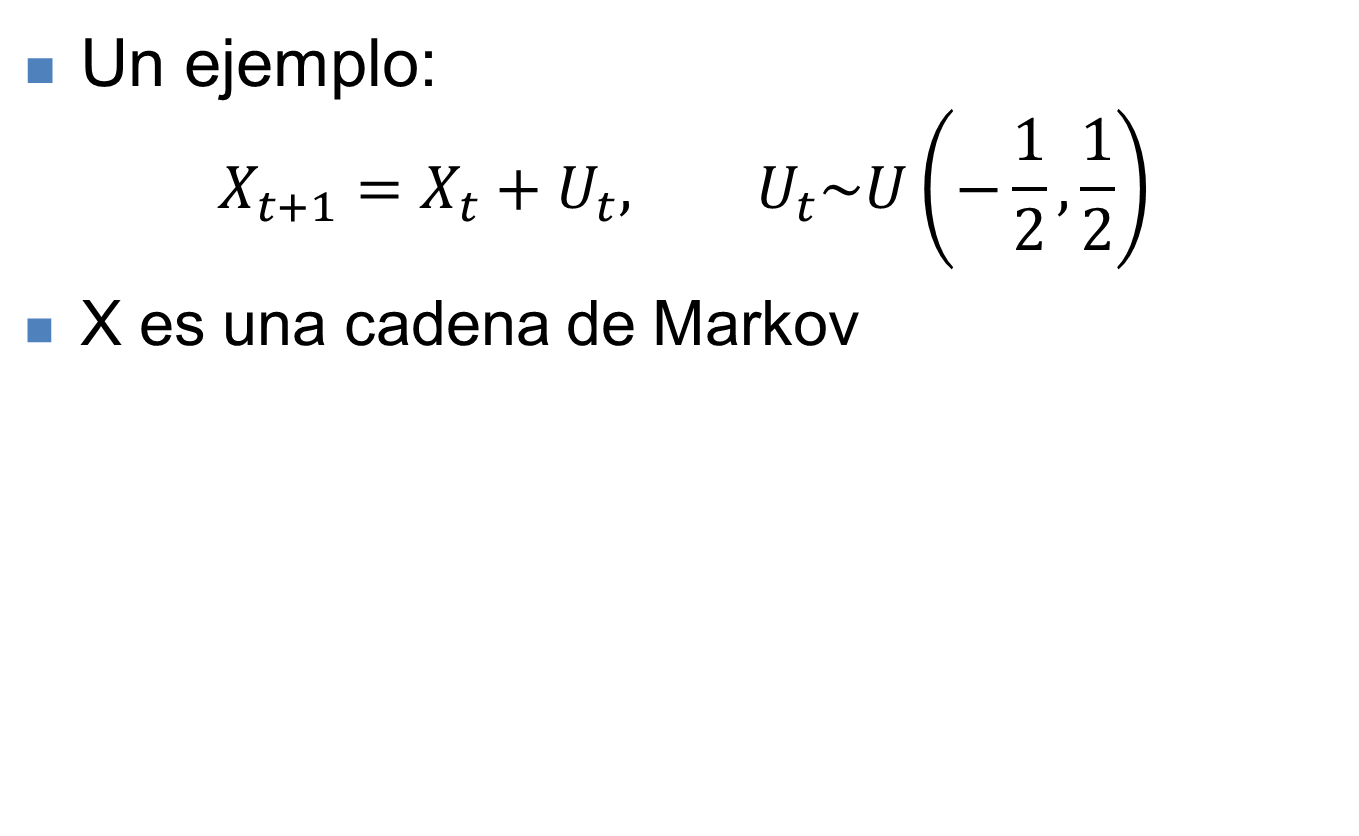 Un ejemplo:
X_{t+1} = X_t + U_t, U_t~U(−1/2, 1/2)
X es una cadena de Markov